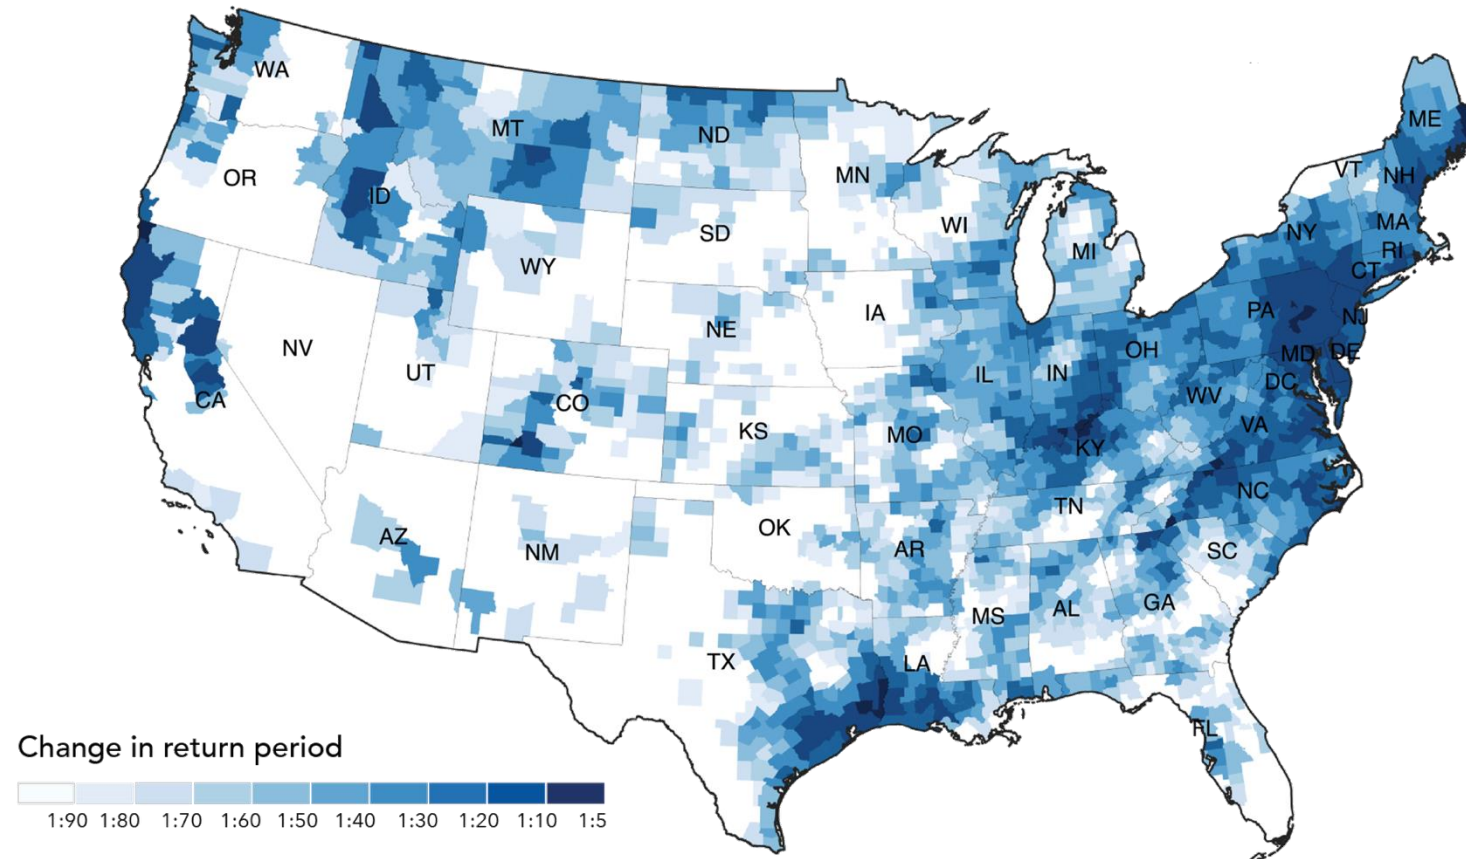 WA
MT
ND
OR
ID
MN
WI
MI
SD
WY
IA
NE
NV
UT
CA
CO
KS
MO
IL
IN
OH
PA
NY
VT
ME
NH
MA
RI
CT
NJ
MD
DE
DC
WV
VA
KY
NC
TN
SC
OK
AR
AZ
NM
MS
AL
GA
TX
LA
FL
Change in return period
1:90 1:80 1:70 1:60 1:50 1:40 1:30 1:20 1:10 1:5